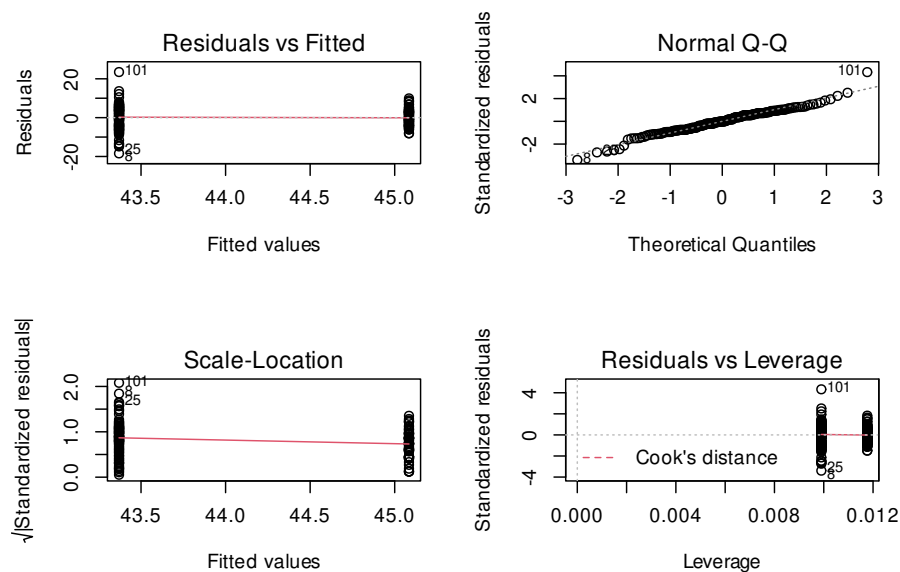 Residuals vs Fitted
Residuals
20
0
-20
101
25
8
43.5 44.0 44.5 45.0
Fitted values
Normal Q-Q
Standardized residuals
2
-2
101
8
-3 -2 -1 0 1 2 3
Theoretical Quantiles
Scale-Location
√|Standardized residuals|
2.0
1.0
0.0
101
8
25
43.5 44.0 44.5 45.0
Fitted values
Residuals vs Leverage
Standardized residuals
4
0
-4
101
25
8
Cook's distance
0.000 0.004 0.008 0.012
Leverage